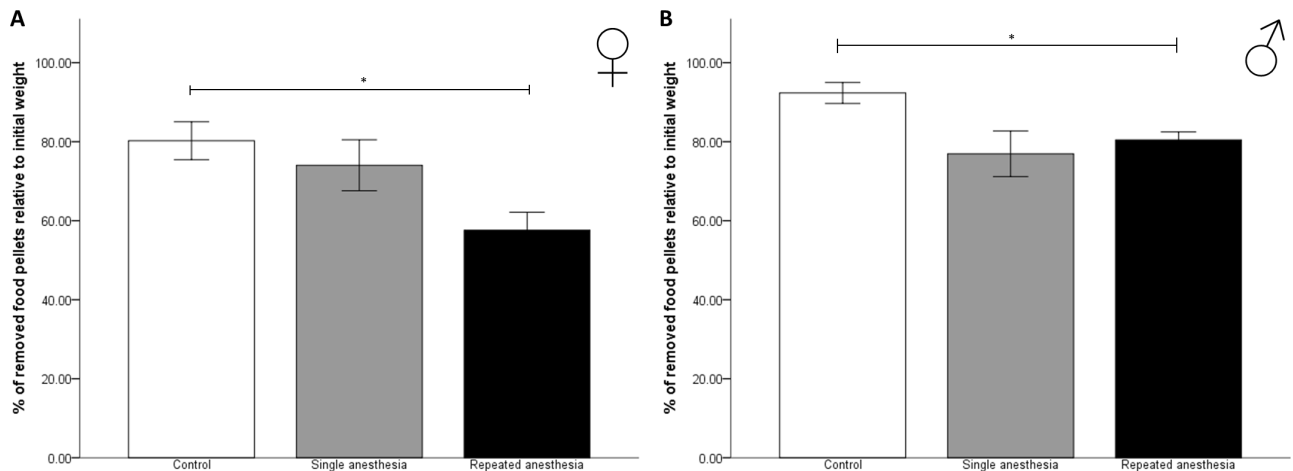 A
% of removed food pellets relative to initial weight
100.00
80.00
60.00
40.00
20.00
0.00
*
Control
Single anesthesia
Repeated anesthesia
B
% of removed food pellets relative to initial weight
100.00
80.00
60.00
40.00
20.00
0.00
*
Control
Single anesthesia
Repeated anesthesia